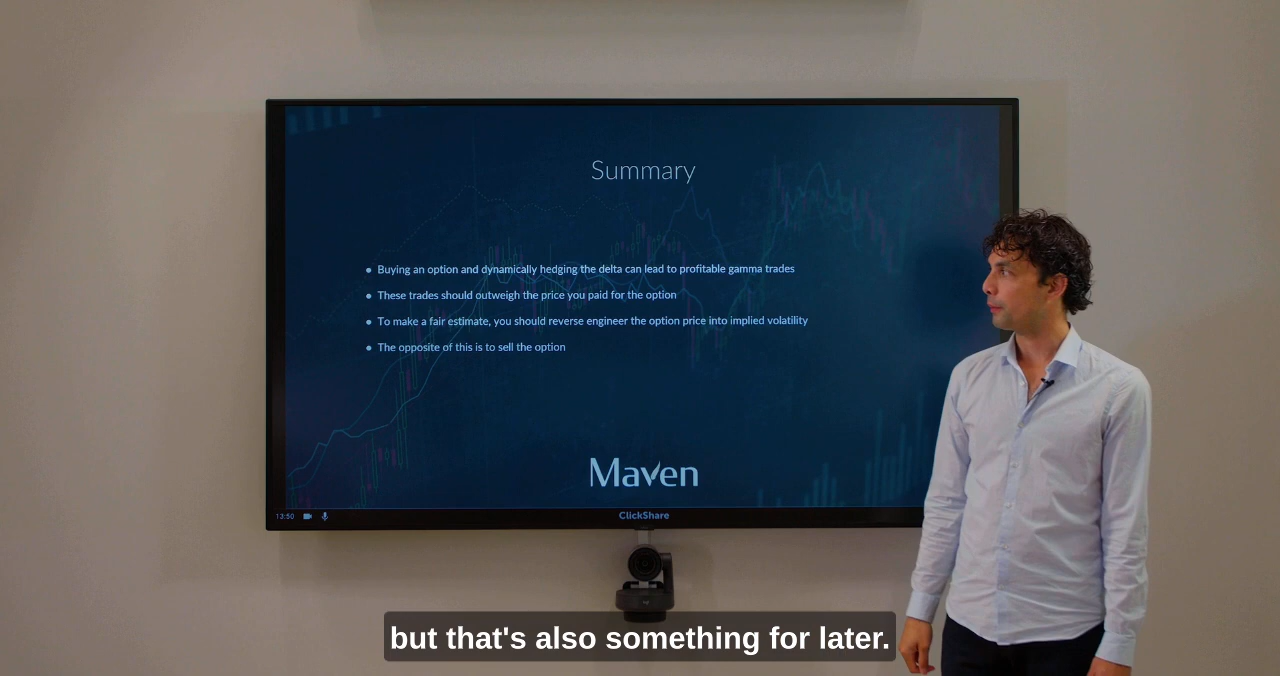 Summary
● Buying an option and dynamically hedging the delta can lead to profitable gamma trades
● These trades should outweigh the price you paid for the option
● To make a fair estimate, you should reverse engineer the option price into implied volatility
● The opposite of this is to sell the option
Maven
13:50
ClickShare
but that's also something for later.